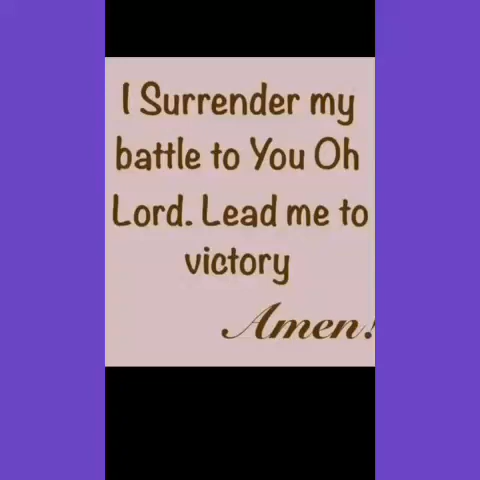 I Surrender my
battle to You Oh
Lord. Lead me to
victory
Amen!